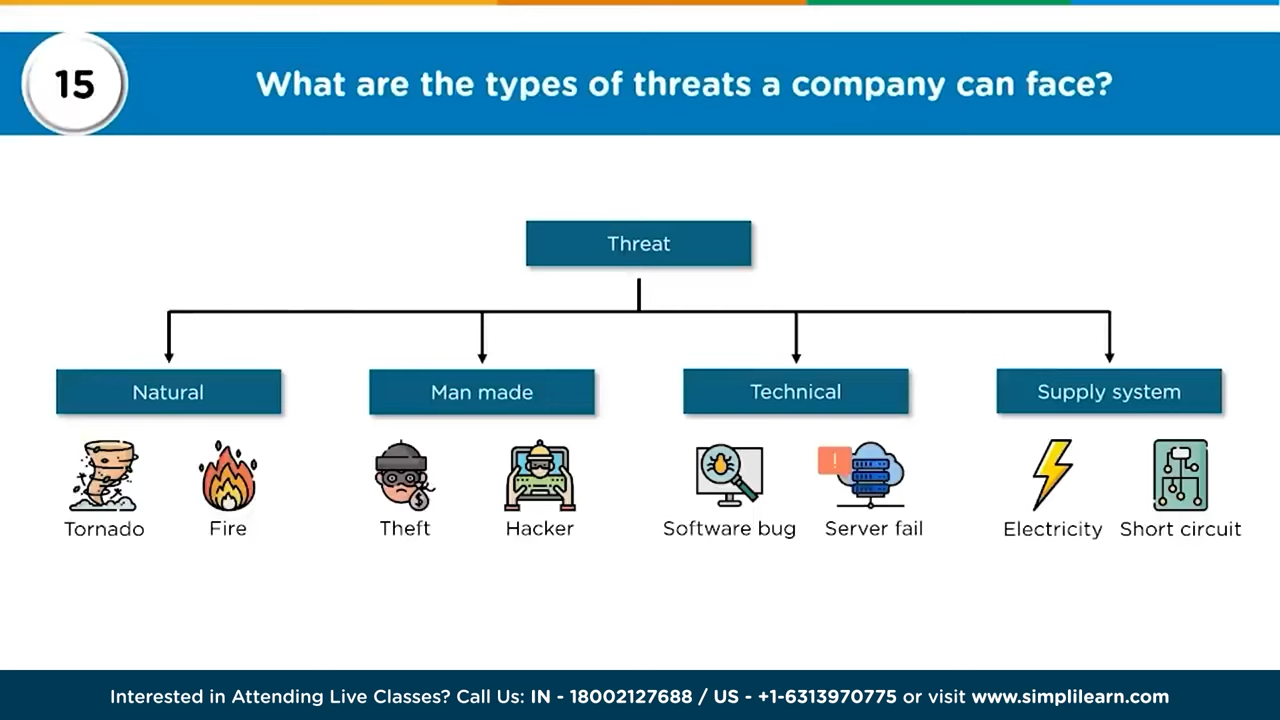 15
What are the types of threats a company can face?
Threat
Natural
Man made
Technical
Supply system
!
$
Tornado
Fire
Theft
Hacker
Software bug
Server fail
Electricity
Short circuit
Interested in Attending Live Classes? Call Us: IN - 18002127688 / US - +1-6313970775 or visit www.simplilearn.com